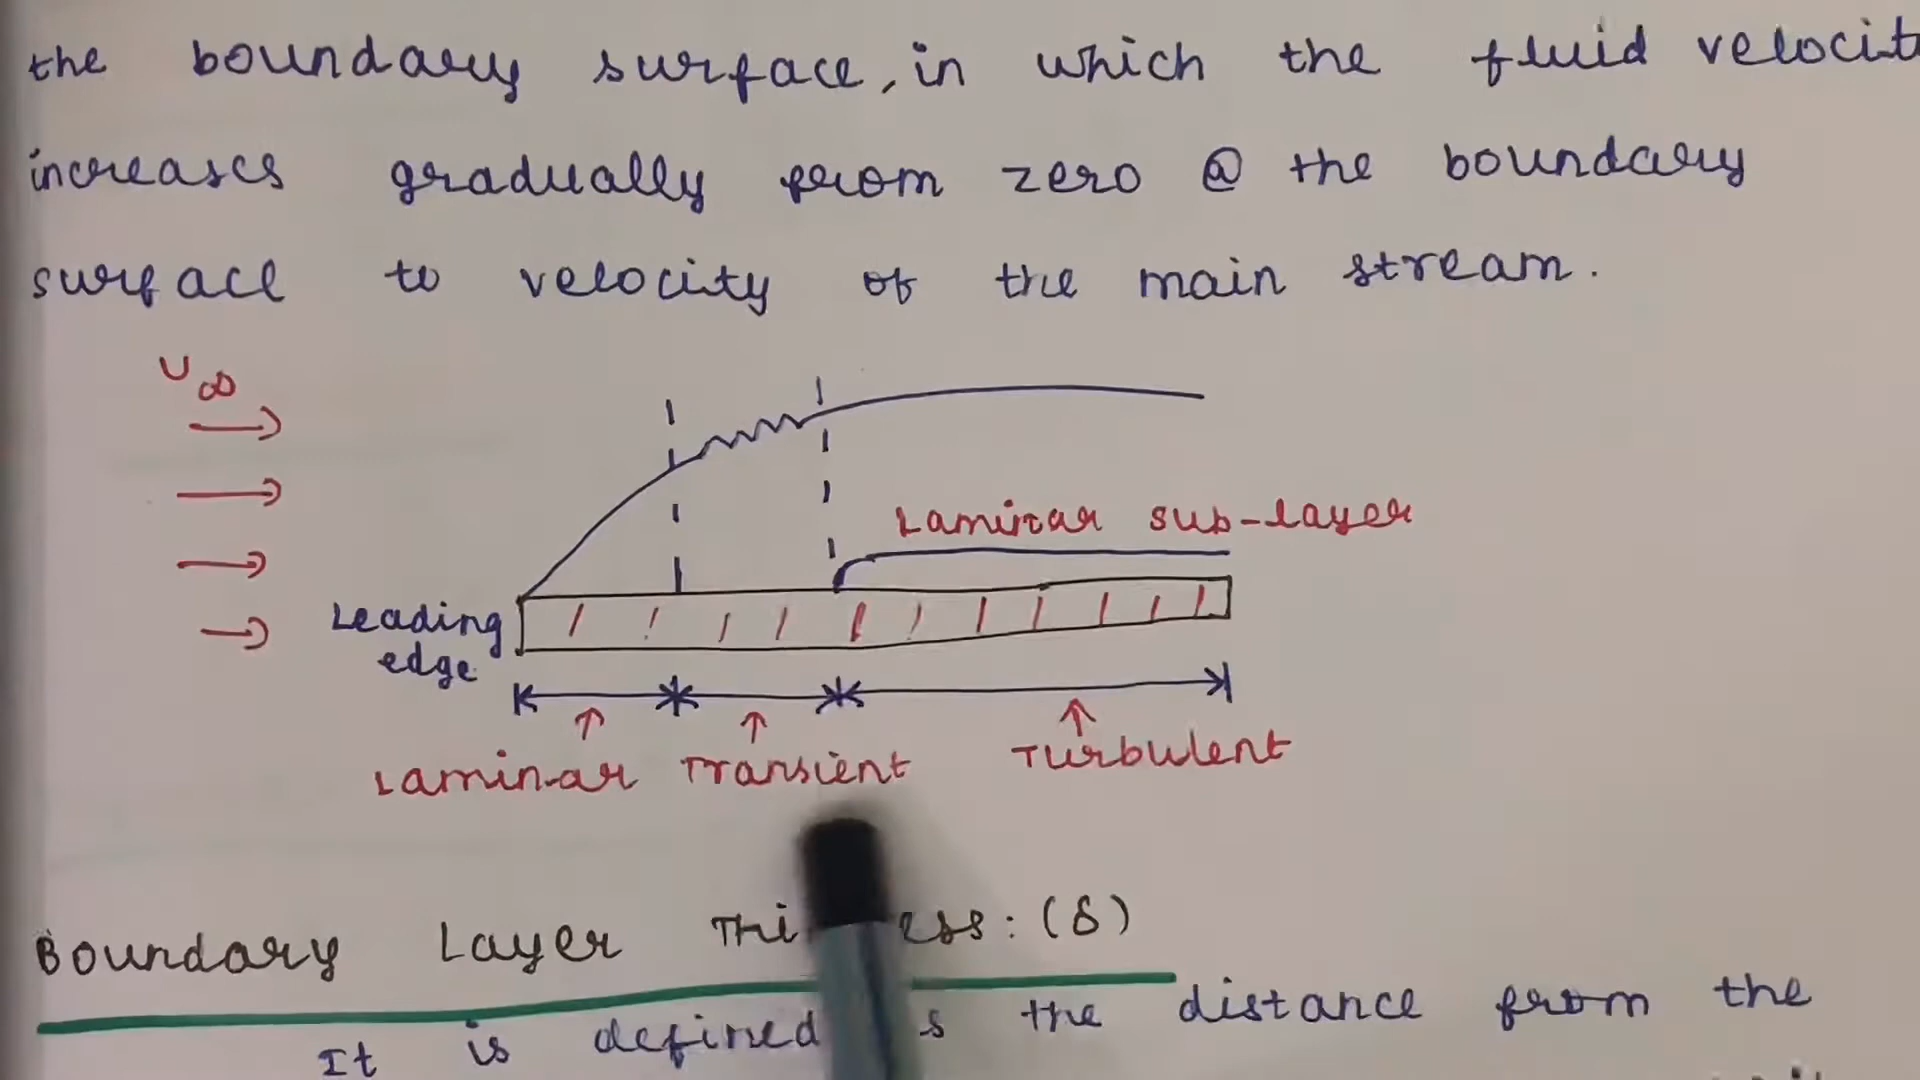 the boundary surface, in which the fluid velocit
increases gradually from zero @ the boundary
surface to velocity of the main stream.
U∞
Laminar sub-layer
Leading
edge
Laminar Transient Turbulent
Boundary Layer : (δ)
It is defined the distance from the